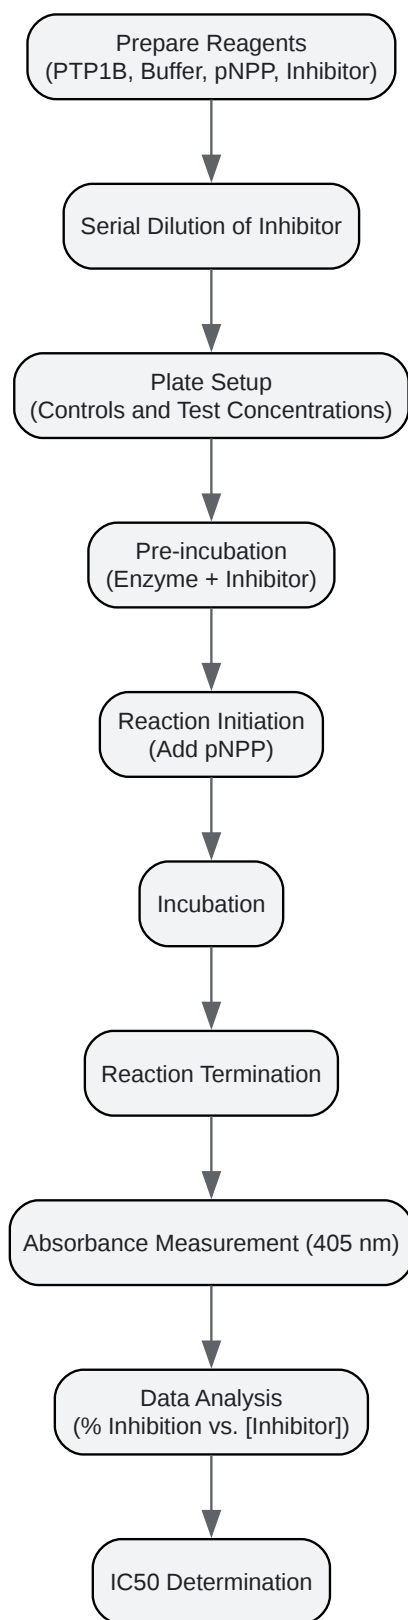 Prepare Reagents
(PTP1B, Buffer, pNPP, Inhibitor)
Serial Dilution of Inhibitor
Plate Setup
(Controls and Test Concentrations)
Pre-incubation
(Enzyme + Inhibitor)
Reaction Initiation
(Add pNPP)
Incubation
Reaction Termination
Absorbance Measurement (405 nm)
Data Analysis
(% Inhibition vs. [Inhibitor])
IC50 Determination